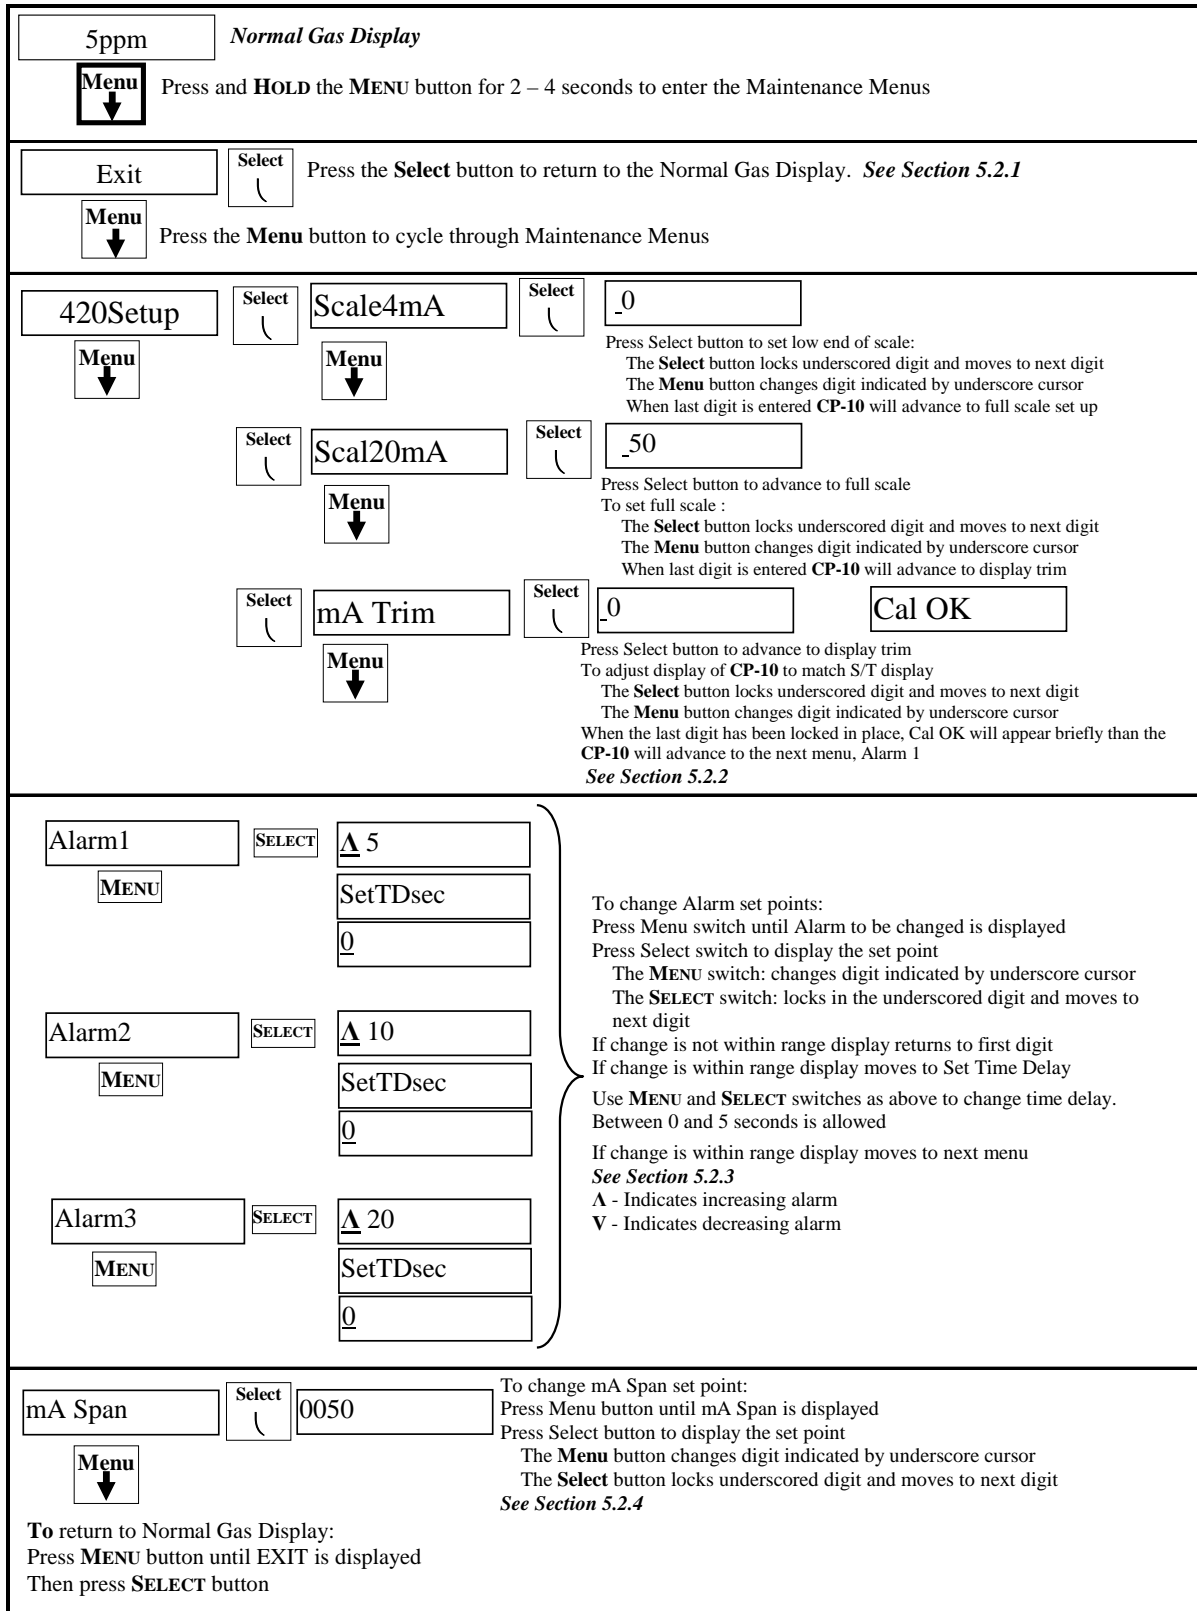 5ppm
Normal Gas Display
Menu
Press and HOLD the MENU button for 2 – 4 seconds to enter the Maintenance Menus
Exit
Select
Press the Select button to return to the Normal Gas Display. See Section 5.2.1
Menu
Press the Menu button to cycle through Maintenance Menus
420Setup
Select
Scale4mA
Select
_0
Menu
Menu
Press Select button to set low end of scale:
The Select button locks underscored digit and moves to next digit
The Menu button changes digit indicated by underscore cursor
When last digit is entered CP-10 will advance to full scale set up
Select
Scal20mA
Select
_50
Menu
Press Select button to advance to full scale
To set full scale :
The Select button locks underscored digit and moves to next digit
The Menu button changes digit indicated by underscore cursor
When last digit is entered CP-10 will advance to display trim
Select
mA Trim
Select
_0
Cal OK
Menu
Press Select button to advance to display trim
To adjust display of CP-10 to match S/T display
The Select button locks underscored digit and moves to next digit
The Menu button changes digit indicated by underscore cursor
When the last digit has been locked in place, Cal OK will appear briefly than the
CP-10 will advance to the next menu, Alarm 1
See Section 5.2.2
Alarm1
SELECT
Λ 5
MENU
SetTDsec
0
Alarm2
SELECT
Λ 10
MENU
SetTDsec
0
Alarm3
SELECT
Λ 20
MENU
SetTDsec
0
To change Alarm set points:
Press Menu switch until Alarm to be changed is displayed
Press Select switch to display the set point
The MENU switch: changes digit indicated by underscore cursor
The SELECT switch: locks in the underscored digit and moves to
next digit
If change is not within range display returns to first digit
If change is within range display moves to Set Time Delay
Use MENU and SELECT switches as above to change time delay.
Between 0 and 5 seconds is allowed
If change is within range display moves to next menu
See Section 5.2.3
Λ - Indicates increasing alarm
V - Indicates decreasing alarm
mA Span
Select
0050
Menu
To change mA Span set point:
Press Menu button until mA Span is displayed
Press Select button to display the set point
The Menu button changes digit indicated by underscore cursor
The Select button locks underscored digit and moves to next digit
See Section 5.2.4
To return to Normal Gas Display:
Press MENU button until EXIT is displayed
Then press SELECT button